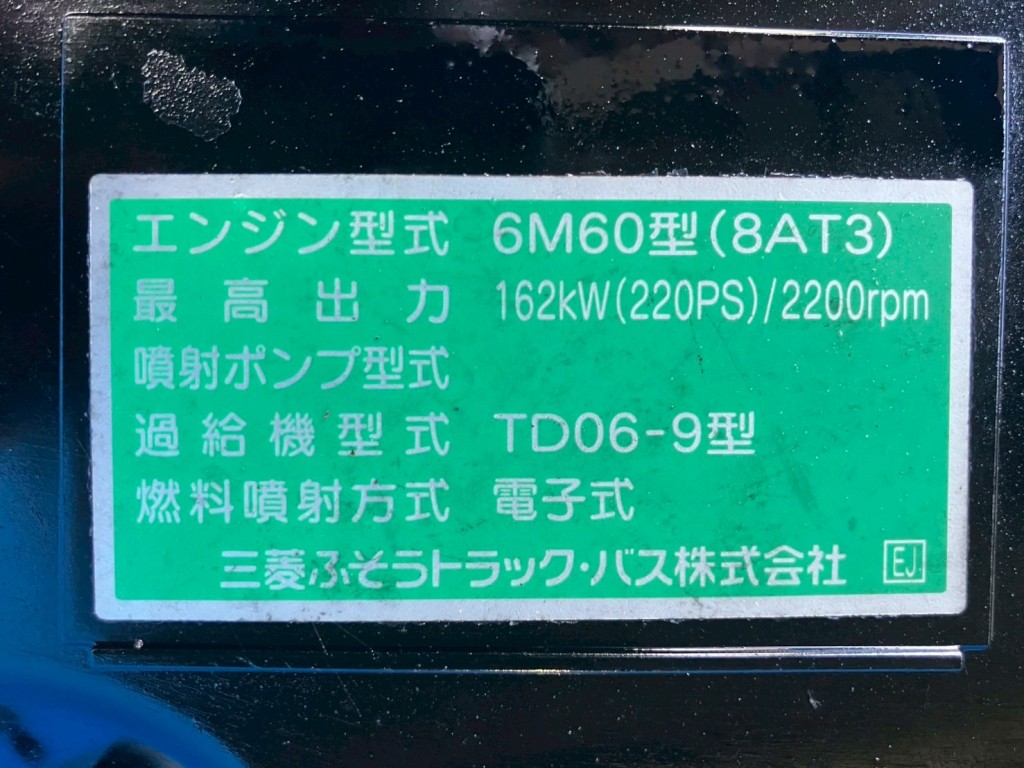 エンジン型式 6M60型(8AT3)
最高出力 162kW(220PS)/2200rpm
噴射ポンプ型式
過給機型式 TD06-9型
燃料噴射方式 電子式
三菱ふそうトラック・バス株式会社 EJ